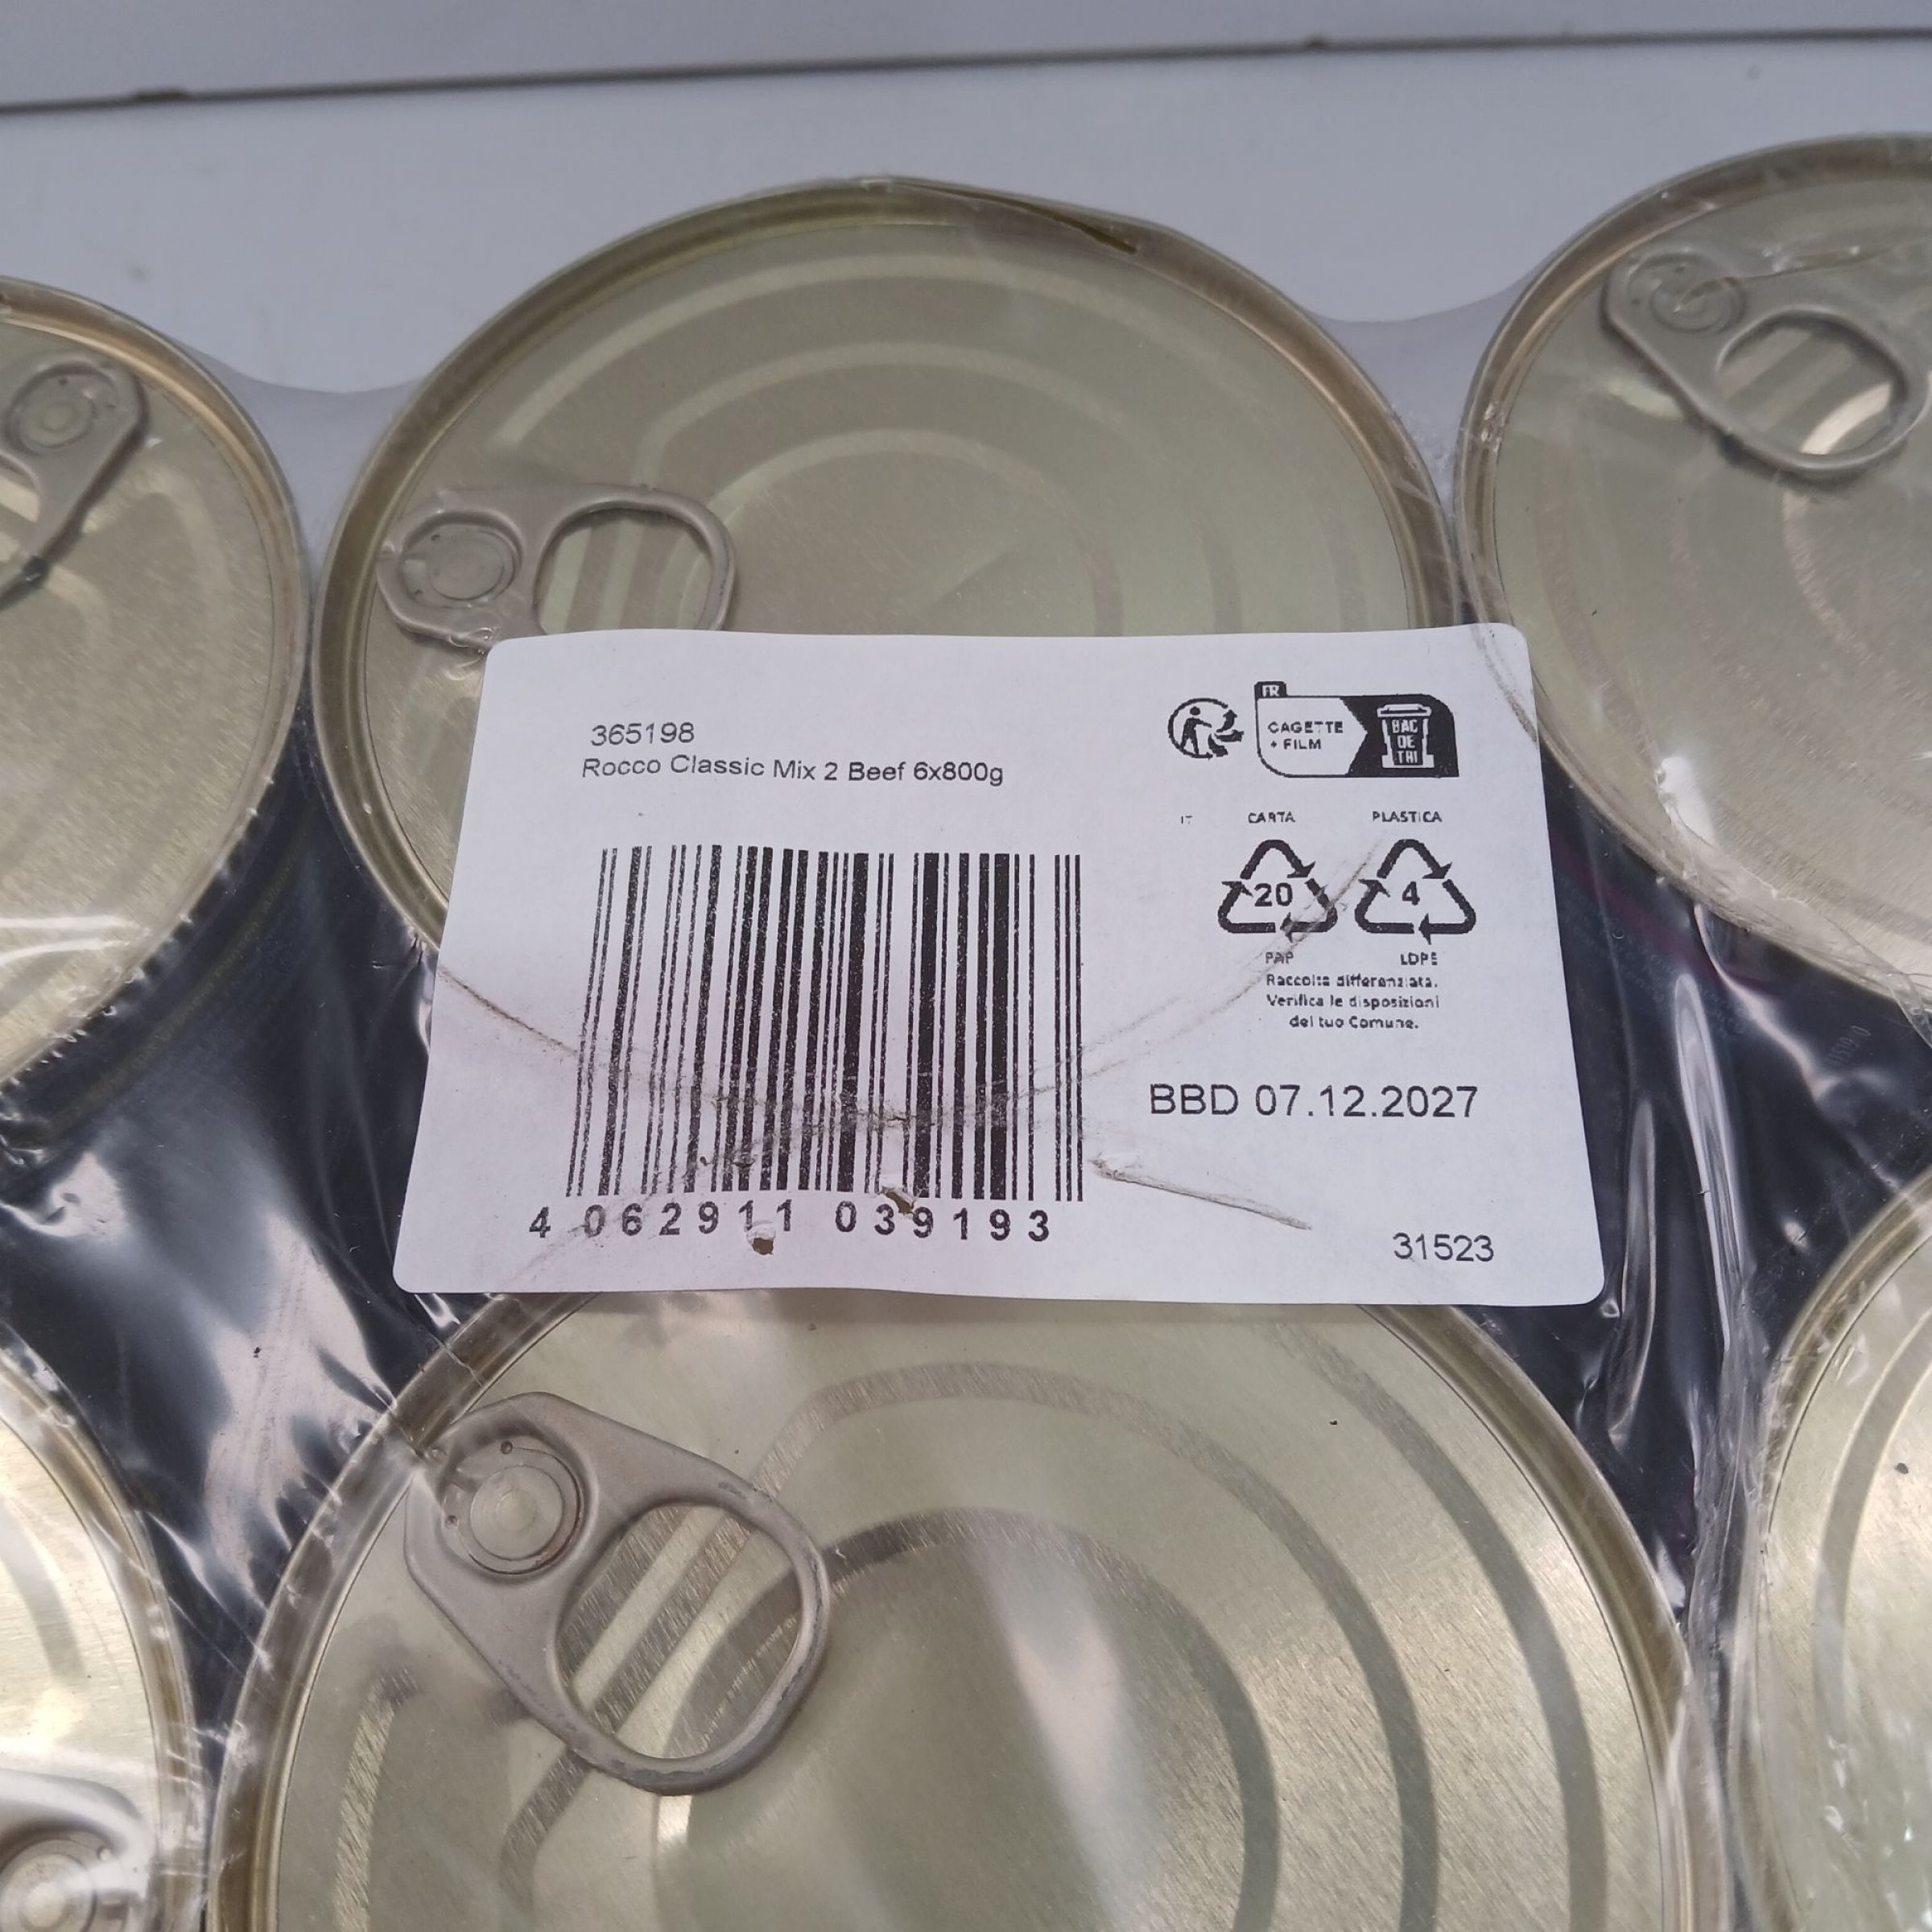 365198
Rocco Classic Mix 2 Beef 6x800g
FR
CAGETTE
+ FILM
BAC
DE
TRI
IT CARTA PLASTICA
20 4
PAP LDPE
Raccolta differenziata.
Verifica le disposizioni
del tuo Comune.
BBD 07.12.2027
4 062911 039193
31523